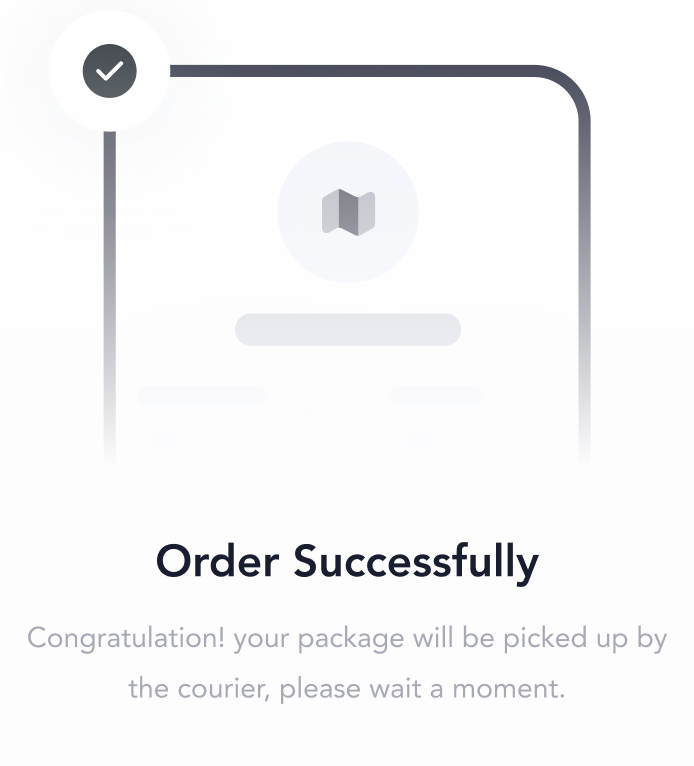 Order Successfully
Congratulation! your package will be picked up by
the courier, please wait a moment.